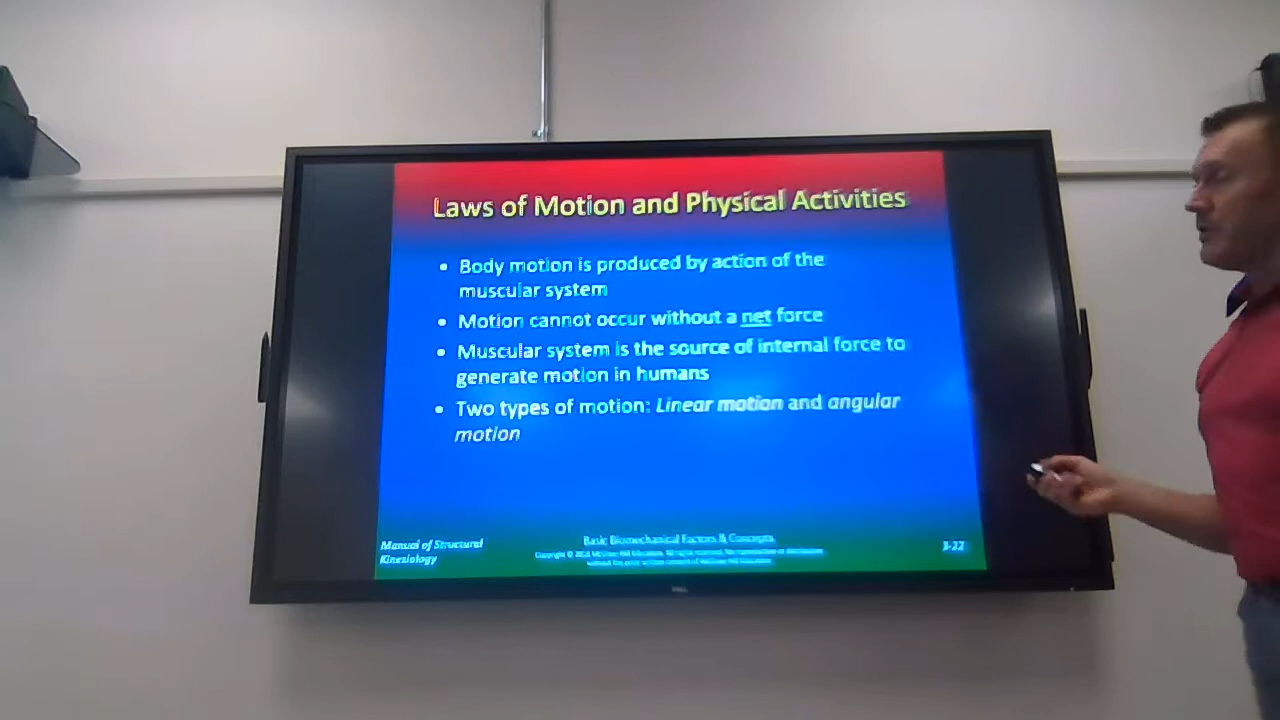 Laws of Motion and Physical Activities
• Body motion is produced by action of the
muscular system
• Motion cannot occur without a net force
• Muscular system is the source of internal force to
generate motion in humans
• Two types of motion: Linear motion and angular
motion
Manual of Structural
Kinesiology
Basic Biomechanical Factors & Concepts
3-22
DELL